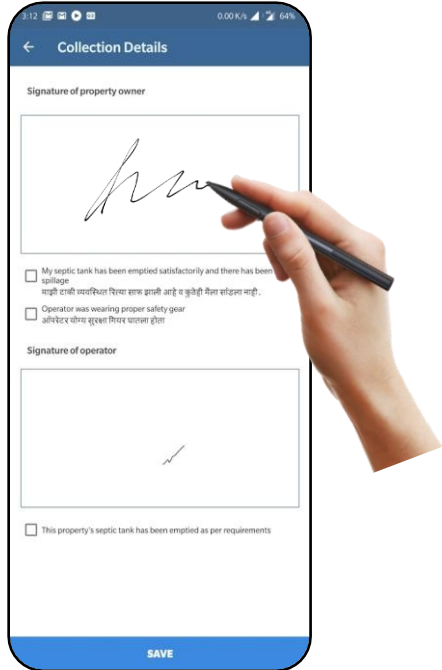 3:12 0.00 K/s 64%
Collection Details
Signature of property owner
My septic tank has been emptied satisfactorily and there has been
spillage
माझी टाकी व्यवस्थित रित्या साफ झाली आहे व कुठेही मैला सांडला नाही.
Operator was wearing proper safety gear
ऑपरेटर योग्य सुरक्षा गियर घातला होता
Signature of operator
This property's septic tank has been emptied as per requirements
SAVE